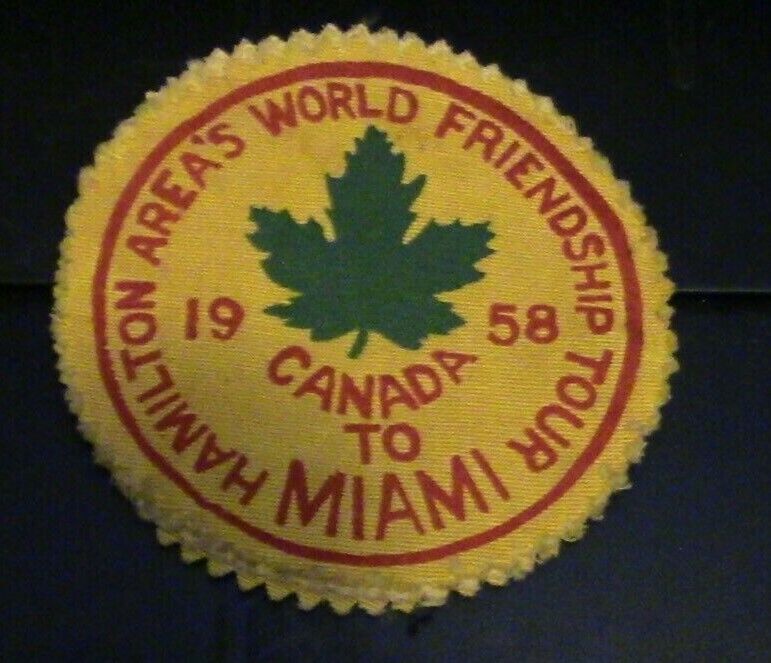 HAMILTON AREA'S WORLD FRIENDSHIP TOUR
19 58
CANADA
TO
MIAMI